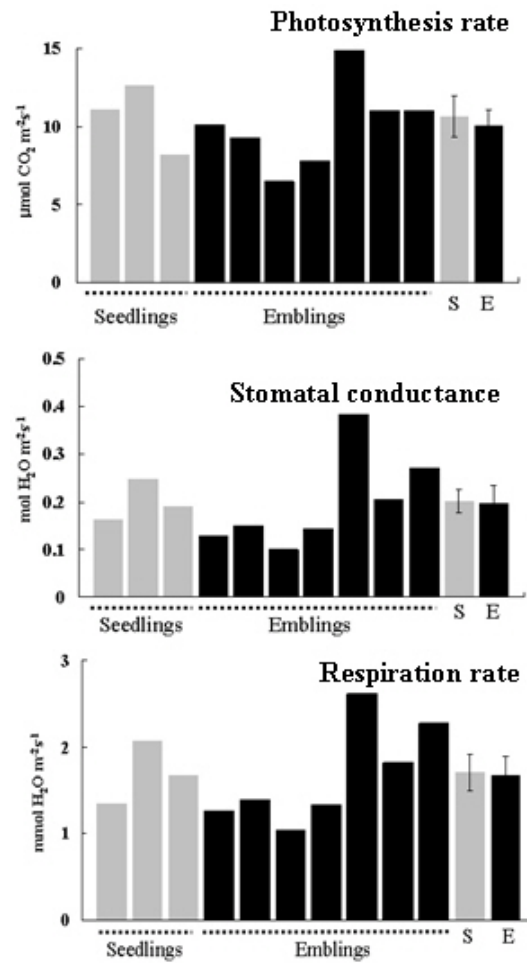 Photosynthesis rate
15
10
5
0
µmol CO₂ m⁻²s⁻¹
Seedlings Emblings S E
Stomatal conductance
0.5
0.4
0.3
0.2
0.1
0
mol H₂O m⁻²s⁻¹
Seedlings Emblings S E
Respiration rate
3
2
1
0
mmol H₂O m⁻²s⁻¹
Seedlings Emblings S E